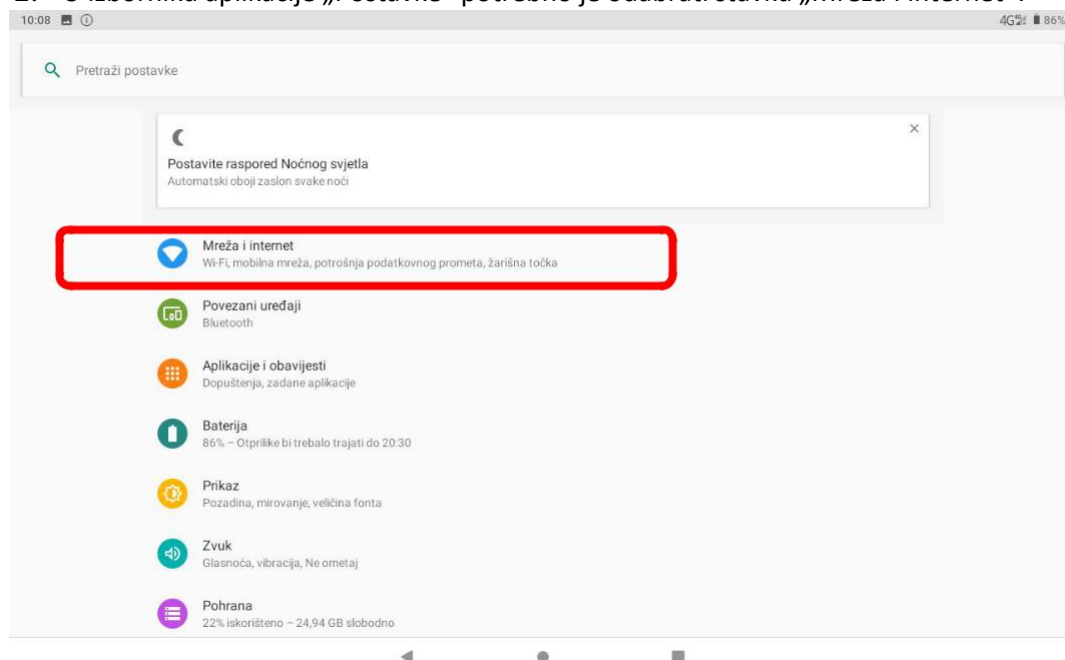 2. U izborniku aplikacije „Postavke“ potrebno je odabrati stavku „Mreža i internet“.
10:08 4G 86%
Pretraži postavke
Postavite raspored Noćnog svjetla
Automatski oboji zaslon svake noći
Mreža i internet
Wi-Fi, mobilna mreža, potrošnja podatkovnog prometa, žarišna točka
Povezani uređaji
Bluetooth
Aplikacije i obavijesti
Dopuštenja, zadane aplikacije
Baterija
86% – Otprilike bi trebalo trajati do 20:30
Prikaz
Pozadina, mirovanje, veličina fonta
Zvuk
Glasnoća, vibracija, Ne ometaj
Pohrana
22% iskorišteno – 24,94 GB slobodno